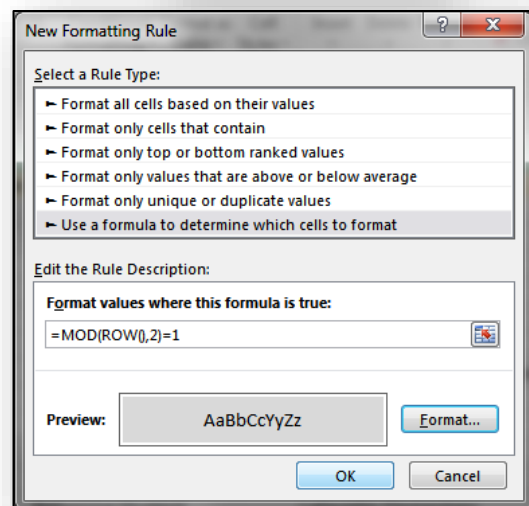 New Formatting Rule
Select a Rule Type:
► Format all cells based on their values
► Format only cells that contain
► Format only top or bottom ranked values
► Format only values that are above or below average
► Format only unique or duplicate values
► Use a formula to determine which cells to format
Edit the Rule Description:
Format values where this formula is true:
=MOD(ROW(),2)=1
Preview: AaBbCcYyZz Format...
OK Cancel